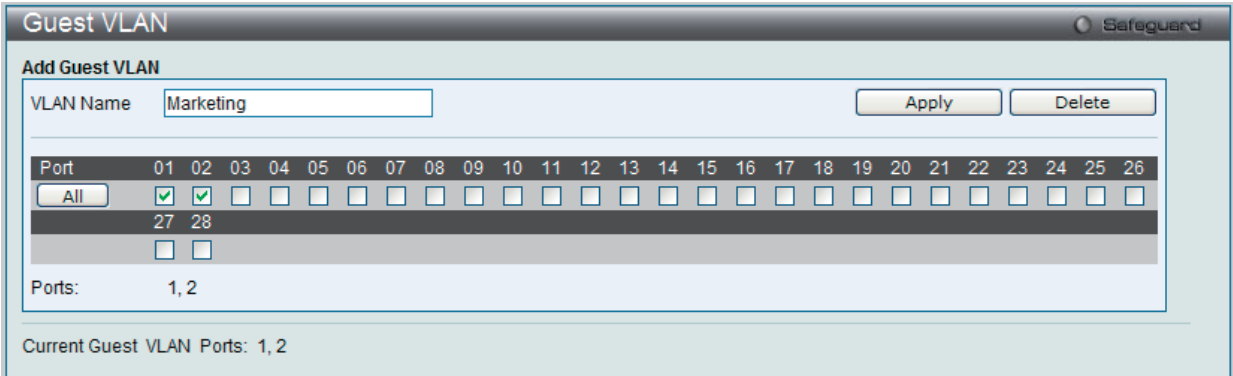 Guest VLAN Safeguard
Add Guest VLAN
VLAN Name Marketing Apply Delete
Port 01 02 03 04 05 06 07 08 09 10 11 12 13 14 15 16 17 18 19 20 21 22 23 24 25 26
All
27 28
Ports: 1, 2
Current Guest VLAN Ports: 1, 2